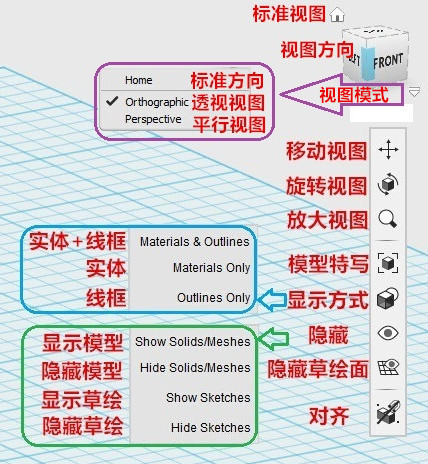 标准视图
视图方向
FRONT
视图模式
Home 标准方向
Orthographic 透视视图
Perspective 平行视图
移动视图
旋转视图
放大视图
模型特写
显示方式
隐藏
隐藏草绘面
对齐
实体+线框 Materials & Outlines
实体 Materials Only
线框 Outlines Only
显示模型 Show Solids/Meshes
隐藏模型 Hide Solids/Meshes
显示草绘 Show Sketches
隐藏草绘 Hide Sketches